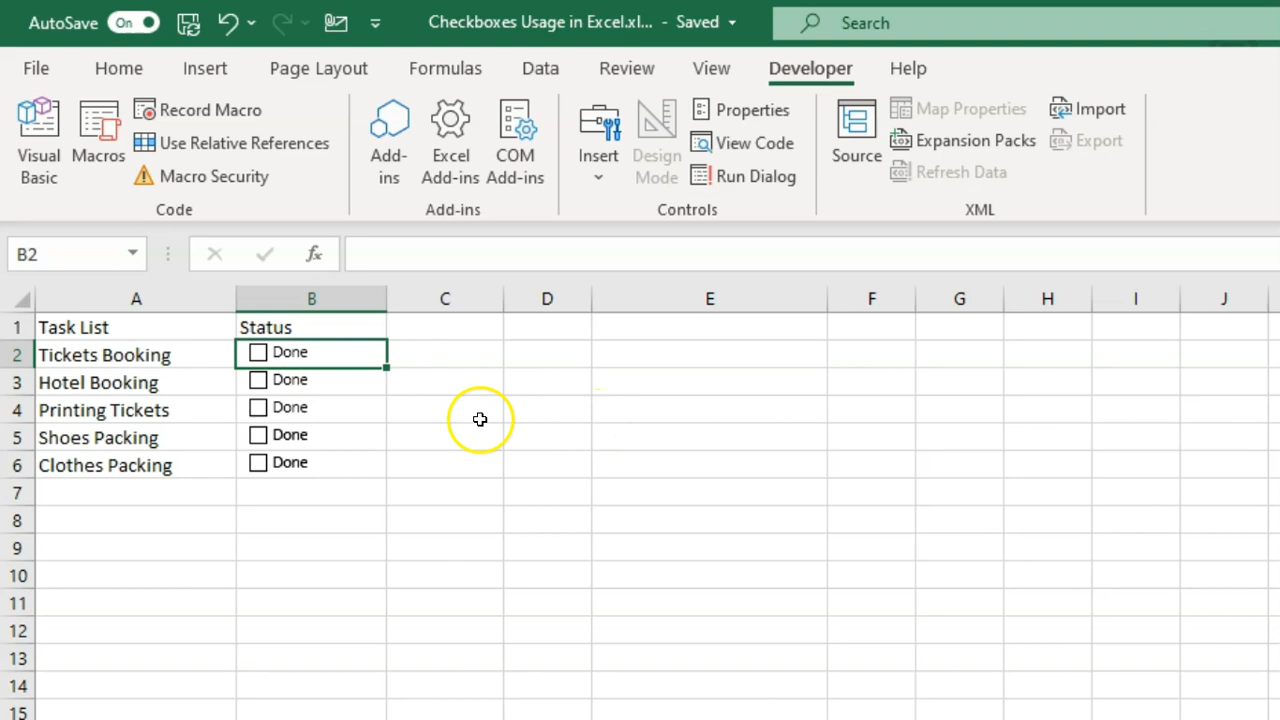 AutoSave On Checkboxes Usage in Excel.xl... - Saved Search
File Home Insert Page Layout Formulas Data Review View Developer Help
Visual Basic
Macros
Record Macro
Use Relative References
Macro Security
Code
Add-ins
Excel Add-ins
COM Add-ins
Add-ins
Insert
Design Mode
Properties
View Code
Run Dialog
Controls
Source
Map Properties
Expansion Packs
Refresh Data
Import
Export
XML
B2 fx
A B C D E F G H I J
1 Task List Status
2 Tickets Booking Done
3 Hotel Booking Done
4 Printing Tickets Done
5 Shoes Packing Done
6 Clothes Packing Done
7
8
9
10
11
12
13
14
15